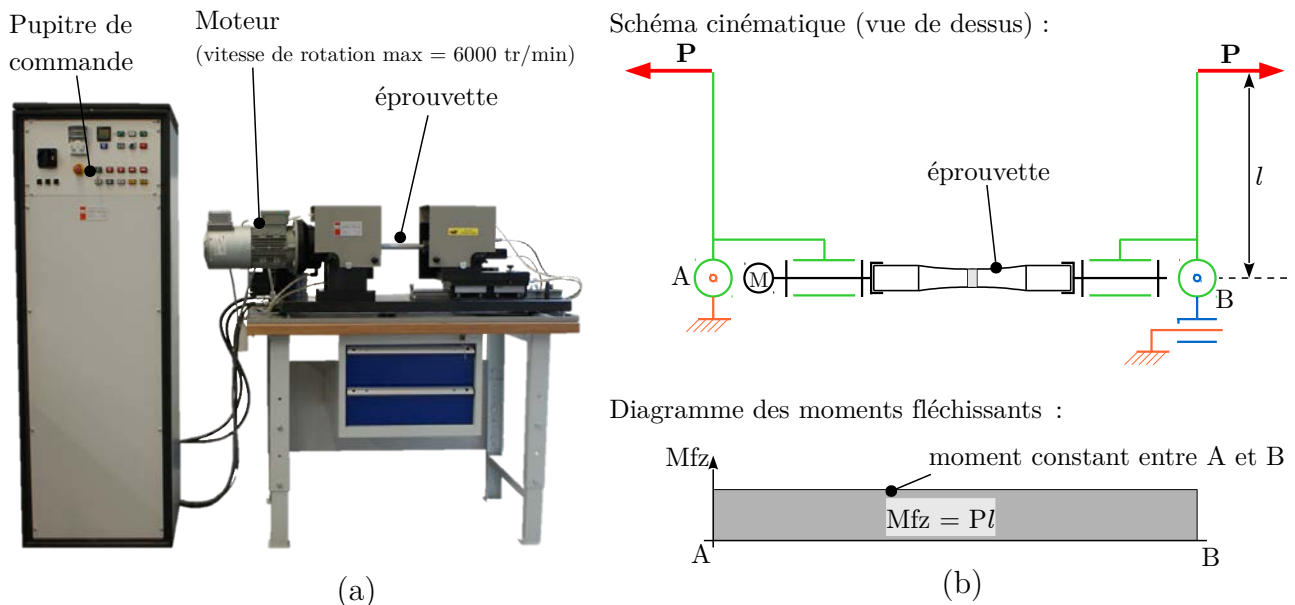 Pupitre de
commande
Moteur
(vitesse de rotation max = 6000 tr/min)
éprouvette
(a)
Schéma cinématique (vue de dessus) :
P
P
l
éprouvette
A
M
B
Diagramme des moments fléchissants :
Mfz
moment constant entre A et B
Mfz = Pl
A
B
(b)